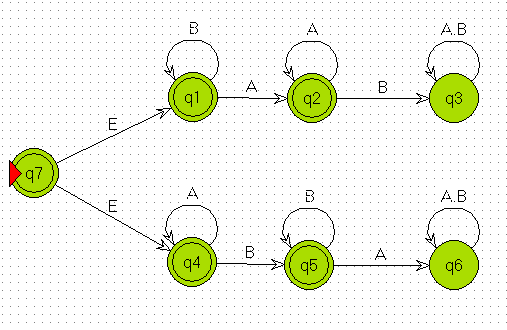 B A A.B
q1 A q2 B q3
E
q7
E
A B A.B
q4 B q5 A q6